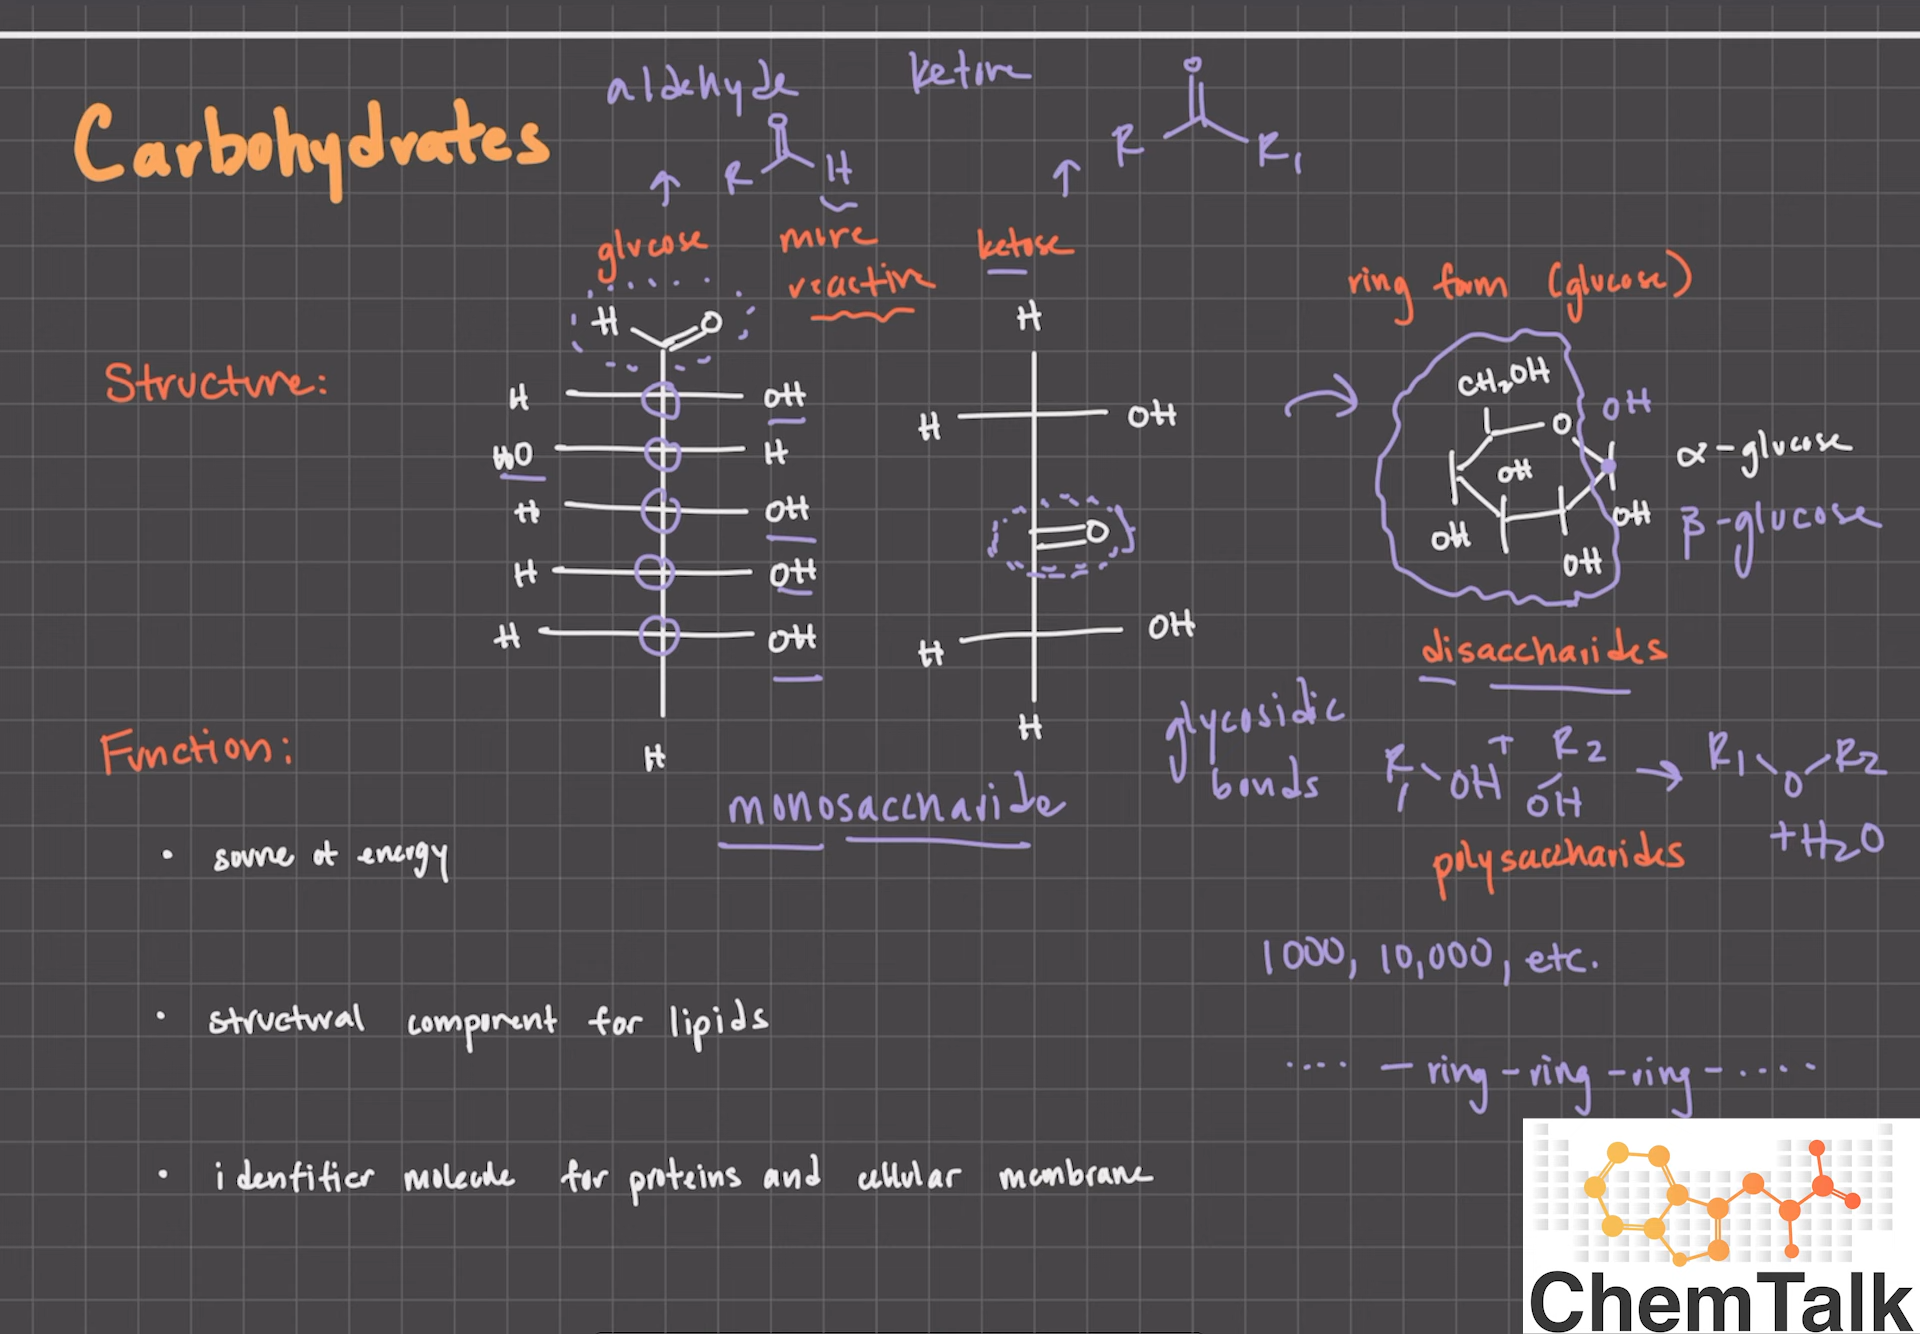 Carbohydrates
aldehyde
ketone
O
R H
O
R R1
glucose
more
reactive
ketose
ring form (glucose)
Structure:
H O
H OH
HO H
H OH
H OH
H OH
H
H
H OH
O
H OH
H
CH2OH
O OH
OH
OH OH
OH
α-glucose
β-glucose
disaccharides
glycosidic
bonds
R1 OH + R2 OH → R1 O R2
+H2O
monosaccharide
polysaccharides
1000, 10,000, etc.
.... - ring - ring - ring - .....
Function:
• source of energy
• structural component for lipids
• identifier molecule for proteins and cellular membrane
ChemTalk